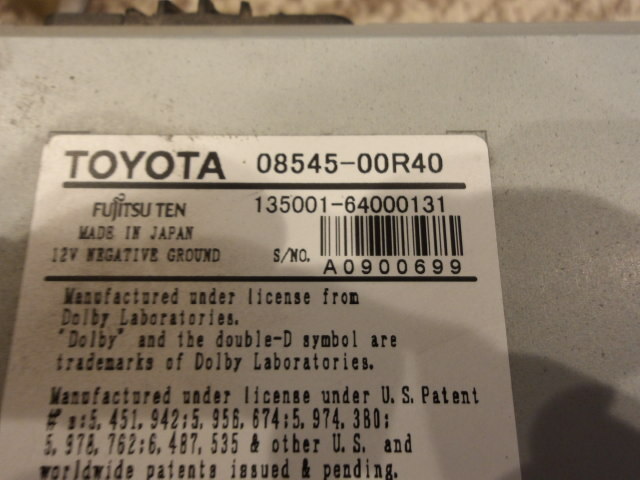 TOYOTA 08545-00R40
FUJITSU TEN 135001-64000131
MADE IN JAPAN
12V NEGATIVE GROUND S/NO. A0900699
Manufactured under license from
Dolby Laboratories.
"Dolby" and the double-D symbol are
trademarks of Dolby Laboratories.
Manufactured under license under U.S. Patent
# s:5,451,942;5,956,674;5,974,380;
5,978,762;6,487,535 & other U.S. and
worldwide patents issued & pending.